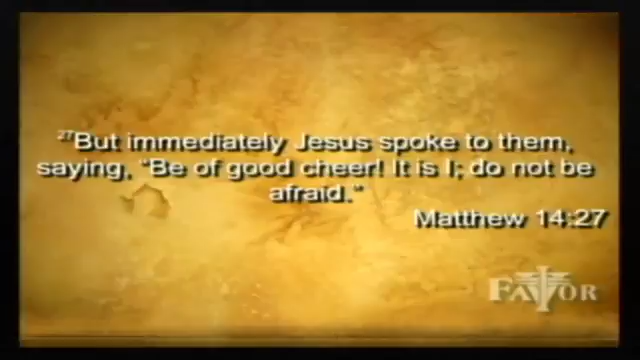 27But immediately Jesus spoke to them,
saying, "Be of good cheer! It is I; do not be
afraid."
Matthew 14:27
FAVOR